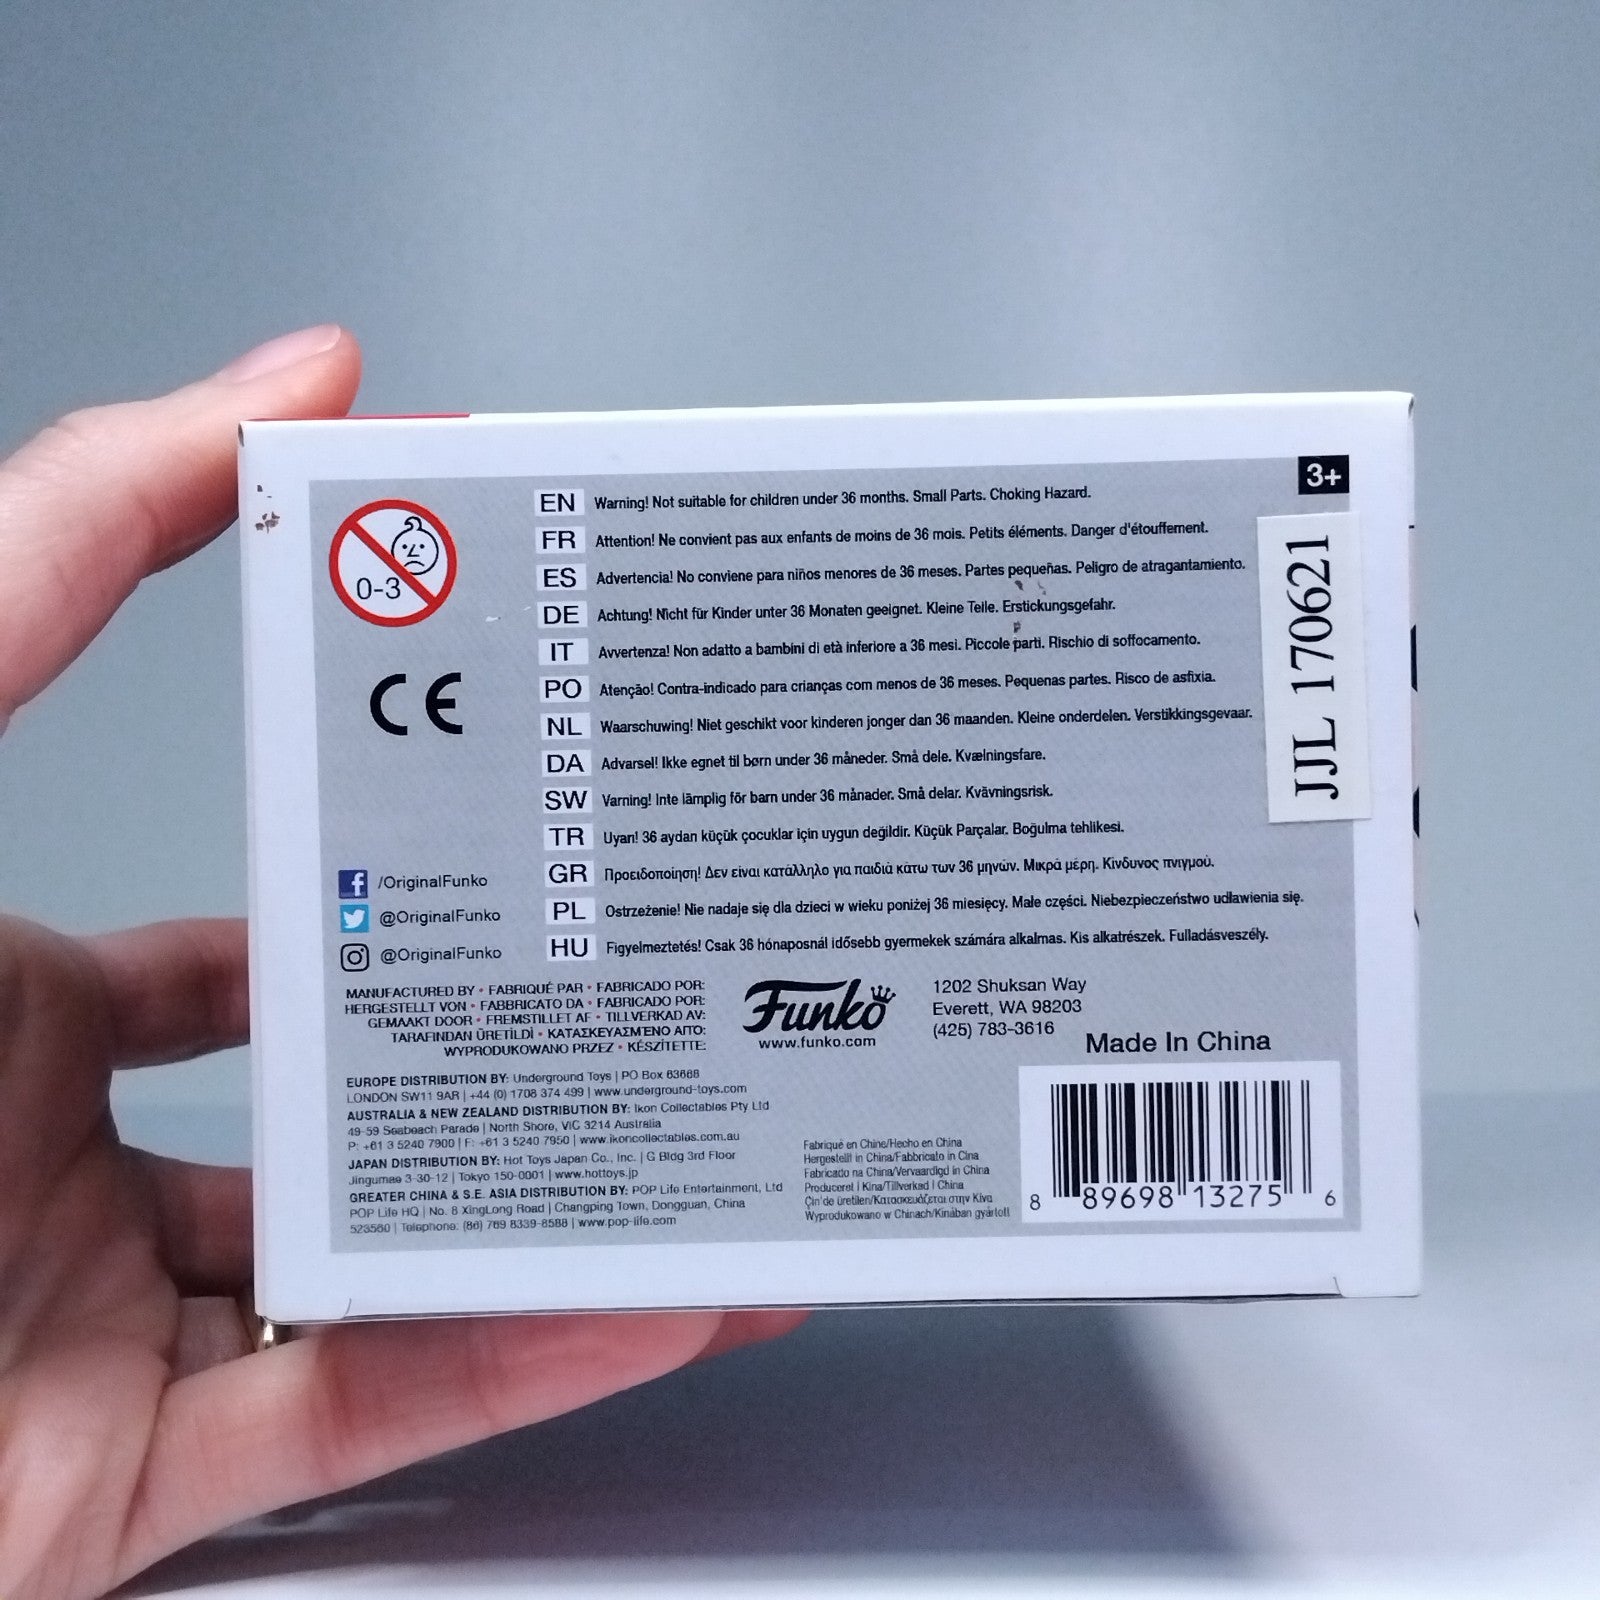 3+
0-3
EN Warning! Not suitable for children under 36 months. Small Parts. Choking Hazard.
FR Attention! Ne convient pas aux enfants de moins de 36 mois. Petits éléments. Danger d'étouffement.
ES Advertencia! No conviene para niños menores de 36 meses. Partes pequeñas. Peligro de atragantamiento.
DE Achtung! Nicht für Kinder unter 36 Monaten geeignet. Kleine Teile. Erstickungsgefahr.
IT Avvertenza! Non adatto a bambini di età inferiore a 36 mesi. Piccole parti. Rischio di soffocamento.
PO Atenção! Contra-indicado para crianças com menos de 36 meses. Pequenas partes. Risco de asfixia.
NL Waarschuwing! Niet geschikt voor kinderen jonger dan 36 maanden. Kleine onderdelen. Verstikkingsgevaar.
DA Advarsel! Ikke egnet til børn under 36 måneder. Små dele. Kvælningsfare.
SW Varning! Inte lämplig för barn under 36 månader. Små delar. Kvävningsrisk.
TR Uyarı! 36 aydan küçük çocuklar için uygun değildir. Küçük Parçalar. Boğulma tehlikesi.
GR Προειδοποίηση! Δεν είναι κατάλληλο για παιδιά κάτω των 36 μηνών. Μικρά μέρη. Κίνδυνος πνιγμού.
PL Ostrzeżenie! Nie nadaje się dla dzieci w wieku poniżej 36 miesięcy. Małe części. Niebezpieczeństwo udławienia się.
HU Figyelmeztetés! Csak 36 hónaposnál idősebb gyermekek számára alkalmas. Kis alkatrészek. Fulladásveszély.
CE
JJL 170621
/OriginalFunko
@OriginalFunko
@OriginalFunko
MANUFACTURED BY • FABRIQUÉ PAR • FABRICADO POR:
HERGESTELLT VON • FABBRICATO DA • FABRICADO POR:
GEMAAKT DOOR • FREMSTILLET AF • TILLVERKAD AV:
TARAFINDAN ÜRETİLDİ • ΚΑΤΑΣΚΕΥΑΣΜΈΝΟ ΑΠΌ:
WYPRODUKOWANO PRZEZ • KÉSZÍTETTE:
Funko
www.funko.com
1202 Shuksan Way
Everett, WA 98203
(425) 783-3616
Made In China
EUROPE DISTRIBUTION BY: Underground Toys | PO Box 63668
LONDON SW11 9AR | +44 (0) 1708 374 499 | www.underground-toys.com
AUSTRALIA & NEW ZEALAND DISTRIBUTION BY: Ikon Collectables Pty Ltd
49-59 Seabeach Parade | North Shore, VIC 3214 Australia
P: +61 3 5240 7900 | F: +61 3 5240 7950 | www.ikoncollectables.com.au
JAPAN DISTRIBUTION BY: Hot Toys Japan Co., Inc. | G Bldg 3rd Floor
Jingumae 3-30-12 | Tokyo 150-0001 | www.hottoys.jp
GREATER CHINA & S.E. ASIA DISTRIBUTION BY: POP Life Entertainment, Ltd
POP Life HQ | No. 8 XingLong Road | Changping Town, Dongguan, China
523560 | Telephone: (86) 769 8339-8588 | www.pop-life.com
Fabriqué en Chine/Hecho en China
Hergestellt in China/Fabbricato in Cina
Fabricado na China/Vervaardigd in China
Produceret i Kina/Tillverkad i China
Çin'de üretilen/Κατασκευάζεται στην Κίνα
Wyprodukowano w Chinach/Kínában gyártott
8 89698 13275 6